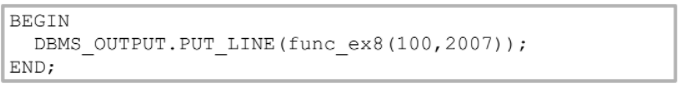 BEGIN
  DBMS_OUTPUT.PUT_LINE(func_ex8(100,2007));
END;